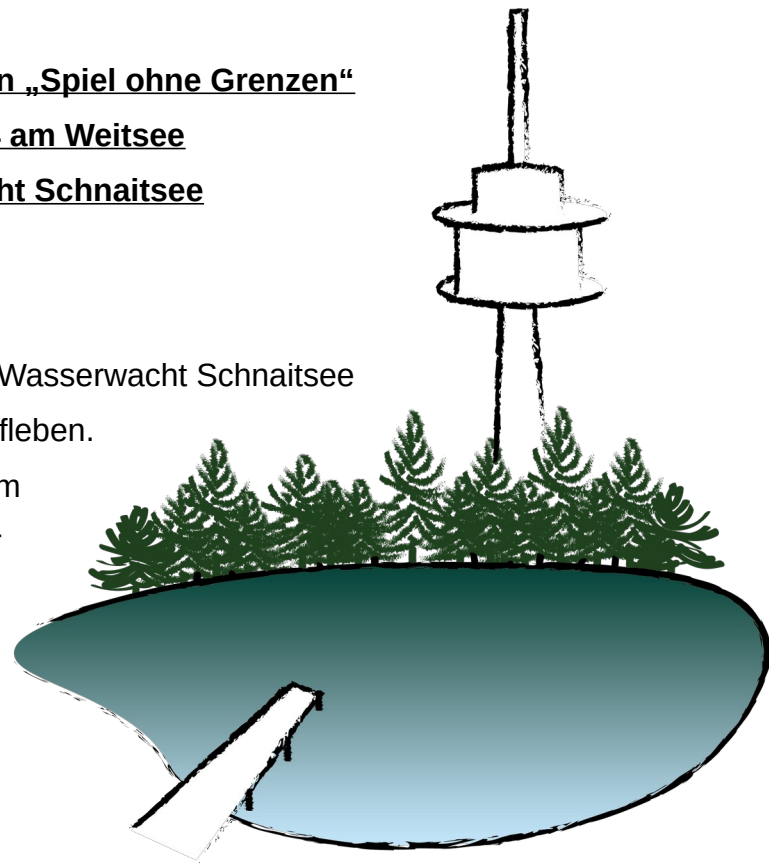 n „Spiel ohne Grenzen“
am Weitsee
ht Schnaitsee
Wasserwacht Schnaitsee
fleben.
m